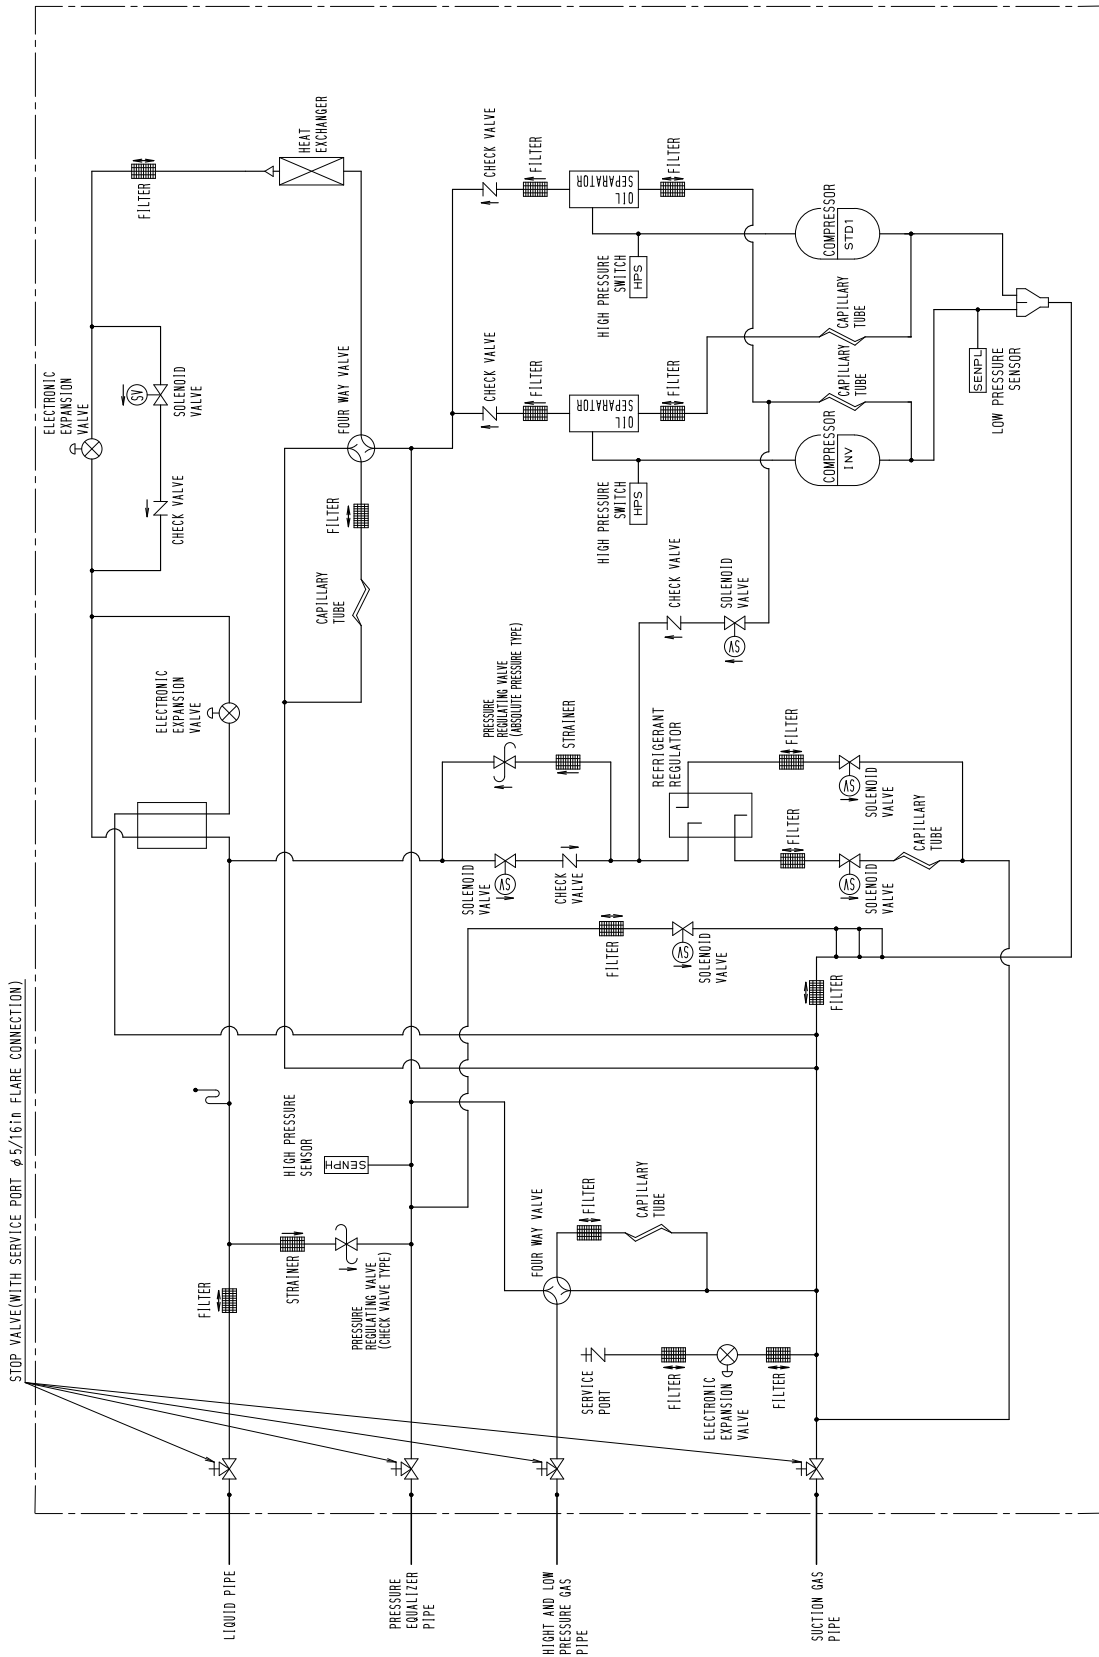 STOP VALVE(WITH SERVICE PORT φ5/16in FLARE CONNECTION)
ELECTRONIC
EXPANSION
VALVE
SV
SOLENOID
VALVE
CHECK VALVE
FILTER
HEAT
EXCHANGER
ELECTRONIC
EXPANSION
VALVE
FOUR WAY VALVE
FILTER
CAPILLARY
TUBE
CHECK VALVE
FILTER
OIL
SEPARATOR
FILTER
HIGH PRESSURE
SWITCH
HPS
COMPRESSOR
STD1
CAPILLARY
TUBE
CHECK VALVE
FILTER
OIL
SEPARATOR
FILTER
HIGH PRESSURE
SWITCH
HPS
COMPRESSOR
INV
CAPILLARY
TUBE
SENPL
LOW PRESSURE
SENSOR
CHECK VALVE
SOLENOID
VALVE
SV
PRESSURE
REGULATING VALVE
(ABSOLUTE PRESSURE TYPE)
STRAINER
SOLENOID
VALVE
SV
CHECK
VALVE
REFRIGERANT
REGULATOR
FILTER
SV
SOLENOID
VALVE
FILTER
SV
SOLENOID
VALVE
CAPILLARY
TUBE
FILTER
SV
SOLENOID
VALVE
FILTER
HIGH PRESSURE
SENSOR
SENPH
FILTER
STRAINER
PRESSURE
REGULATING VALVE
(CHECK VALVE TYPE)
FOUR WAY VALVE
FILTER
CAPILLARY
TUBE
SERVICE
PORT
FILTER
ELECTRONIC
EXPANSION
VALVE
FILTER
LIQUID PIPE
PRESSURE
EQUALIZER
PIPE
HIGHT AND LOW
PRESSURE GAS
PIPE
SUCTION GAS
PIPE